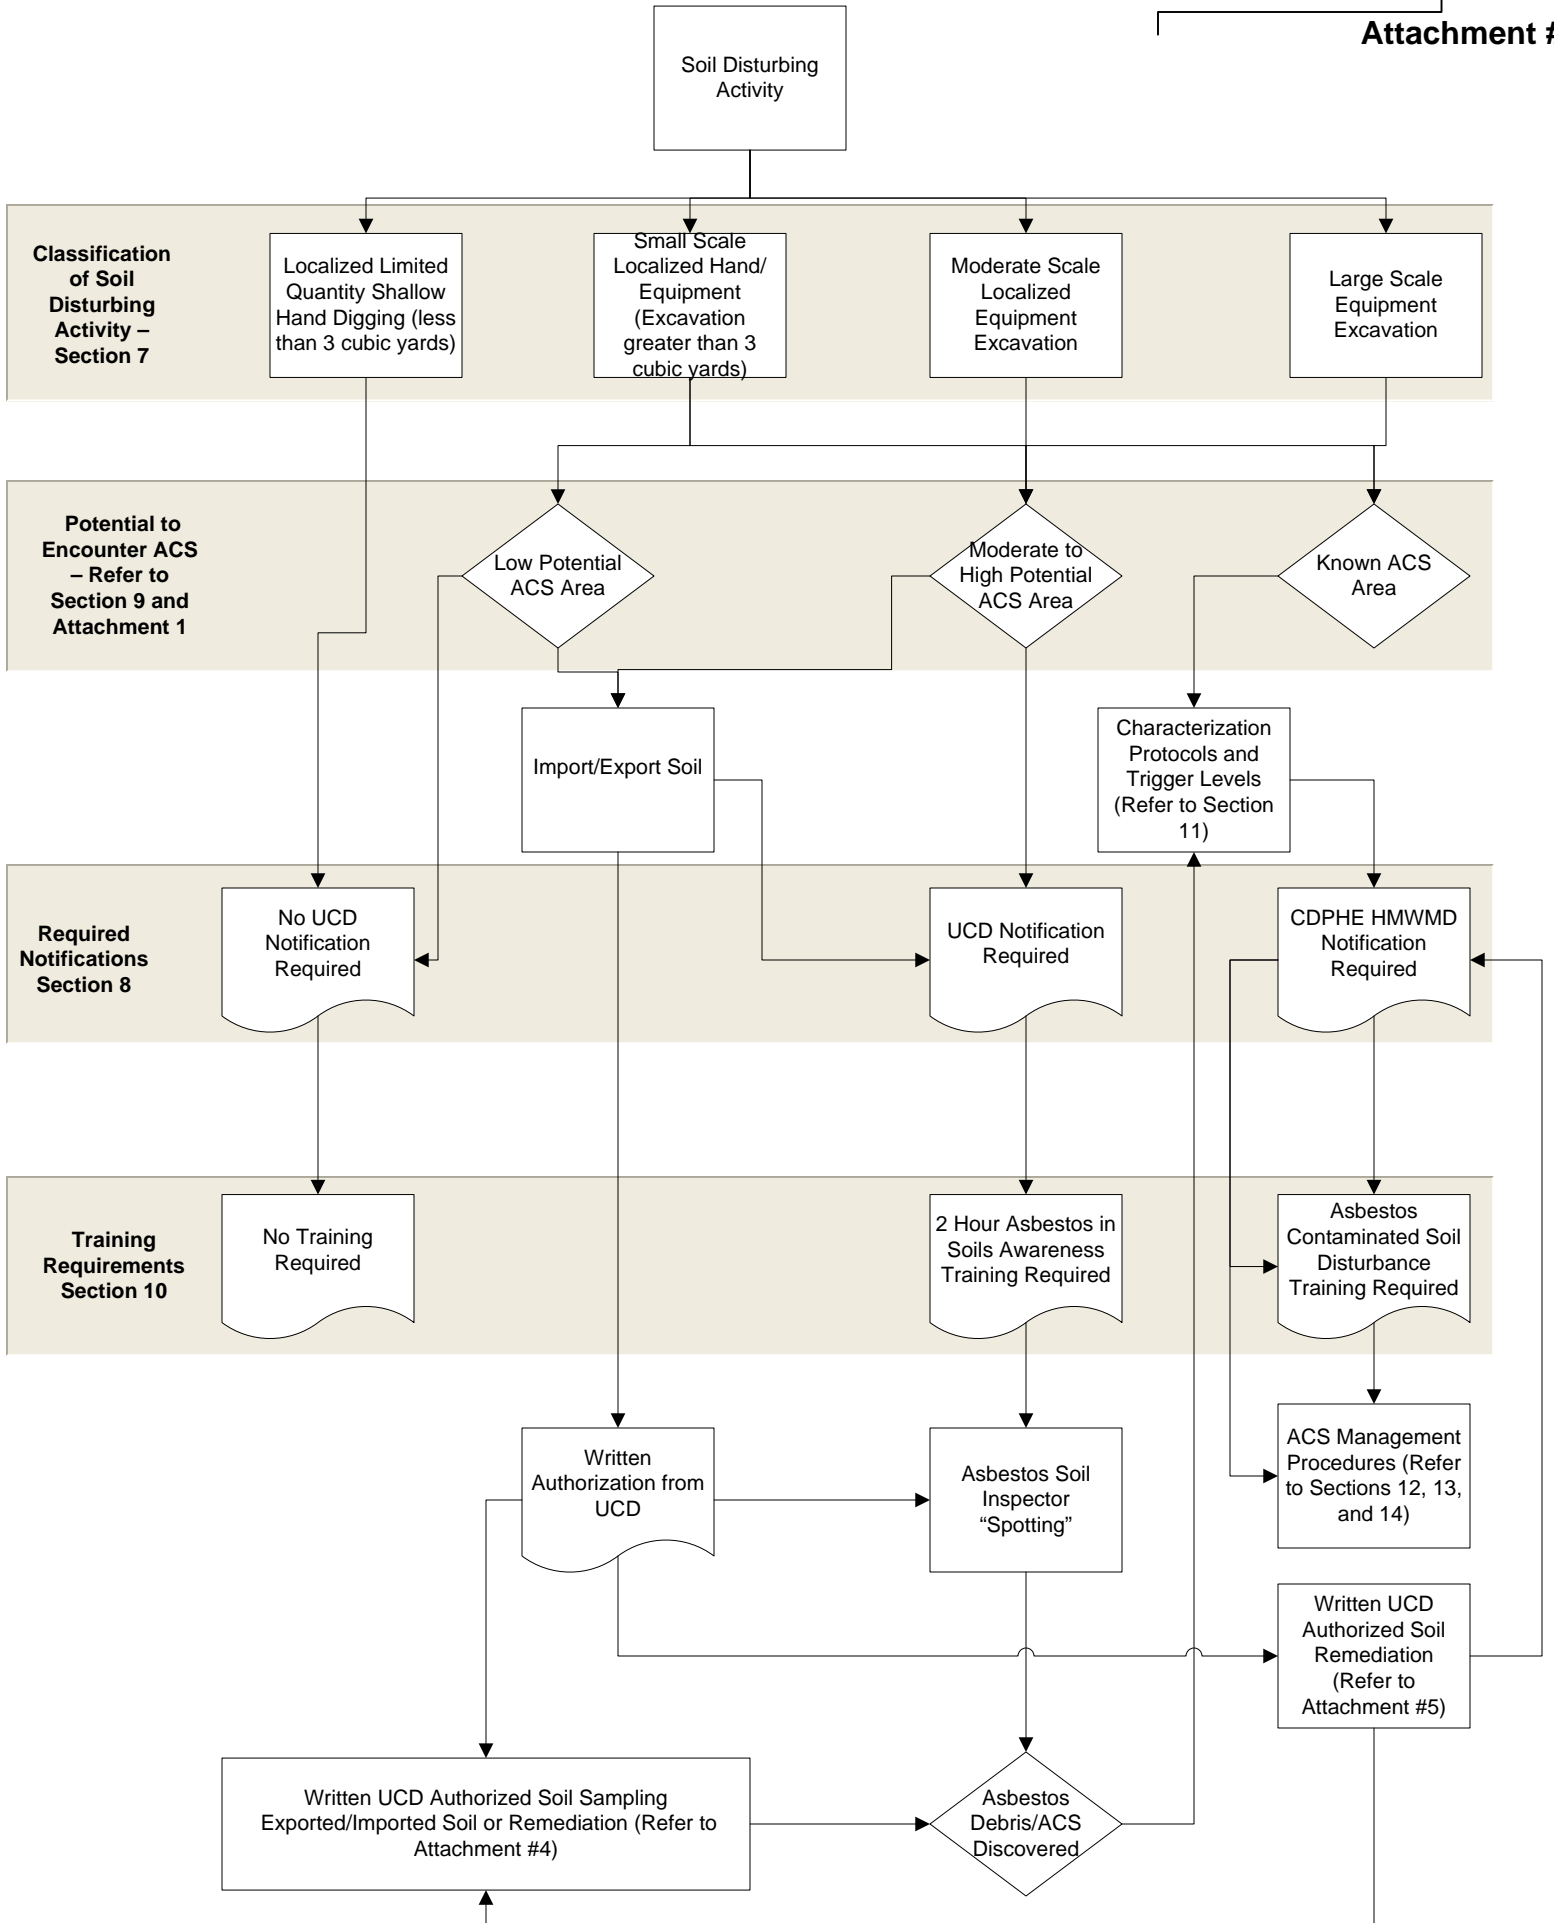 Attachment #
Soil Disturbing
Activity
Classification
of Soil
Disturbing
Activity –
Section 7
Localized Limited
Quantity Shallow
Hand Digging (less
than 3 cubic yards)
Small Scale
Localized Hand/
Equipment
(Excavation
greater than 3
cubic yards)
Moderate Scale
Localized
Equipment
Excavation
Large Scale
Equipment
Excavation
Potential to
Encounter ACS
– Refer to
Section 9 and
Attachment 1
Low Potential
ACS Area
Moderate to
High Potential
ACS Area
Known ACS
Area
Import/Export Soil
Characterization
Protocols and
Trigger Levels
(Refer to Section
11)
Required
Notifications
Section 8
No UCD
Notification
Required
UCD Notification
Required
CDPHE HMWMD
Notification
Required
Training
Requirements
Section 10
No Training
Required
2 Hour Asbestos in
Soils Awareness
Training Required
Asbestos
Contaminated Soil
Disturbance
Training Required
Written
Authorization from
UCD
Asbestos Soil
Inspector
“Spotting”
ACS Management
Procedures (Refer
to Sections 12, 13,
and 14)
Written UCD
Authorized Soil
Remediation
(Refer to
Attachment #5)
Written UCD Authorized Soil Sampling
Exported/Imported Soil or Remediation (Refer to
Attachment #4)
Asbestos
Debris/ACS
Discovered